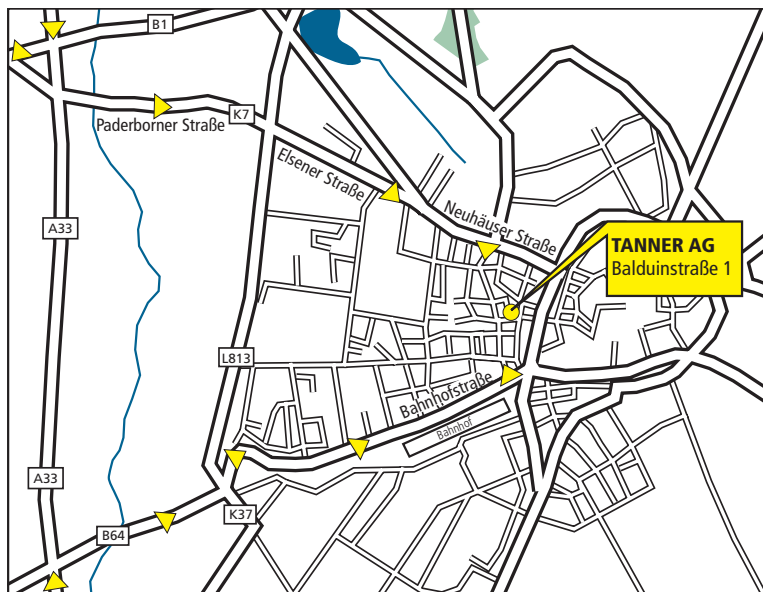 B1
K7
Paderborner Straße
Elsener Straße
Neuhäuser Straße
A33
TANNER AG
Balduinstraße 1
L813
Bahnhofstraße
Bahnhof
A33
K37
B64